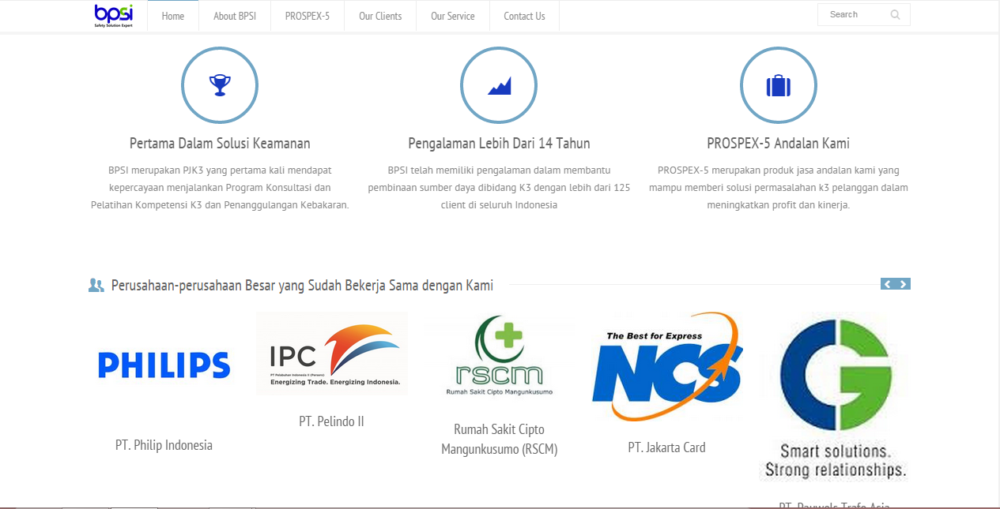 bpsi
Safety Solution Expert
Home
About BPSI
PROSPEX-5
Our Clients
Our Service
Contact Us
Search
Pertama Dalam Solusi Keamanan
BPSI merupakan PJK3 yang pertama kali mendapat
kepercayaan menjalankan Program Konsultasi dan
Pelatihan Kompetensi K3 dan Penanggulangan Kebakaran.
Pengalaman Lebih Dari 14 Tahun
BPSI telah memiliki pengalaman dalam membantu
pembinaan sumber daya dibidang K3 dengan lebih dari 125
client di seluruh Indonesia
PROSPEX-5 Andalan Kami
PROSPEX-5 merupakan produk jasa andalan kami yang
mampu memberi solusi permasalahan k3 pelanggan dalam
meningkatkan profit dan kinerja.
Perusahaan-perusahaan Besar yang Sudah Bekerja Sama dengan Kami
PHILIPS
PT. Philip Indonesia
IPC
PT Pelabuhan Indonesia II (Persero)
Energizing Trade. Energizing Indonesia.
PT. Pelindo II
rscm
Rumah Sakit Cipto Mangunkusumo
Rumah Sakit Cipto
Mangunkusumo (RSCM)
The Best for Express
NCS
PT. Jakarta Card
G
Smart solutions.
Strong relationships.
PT. Pauwels Trafo Asia